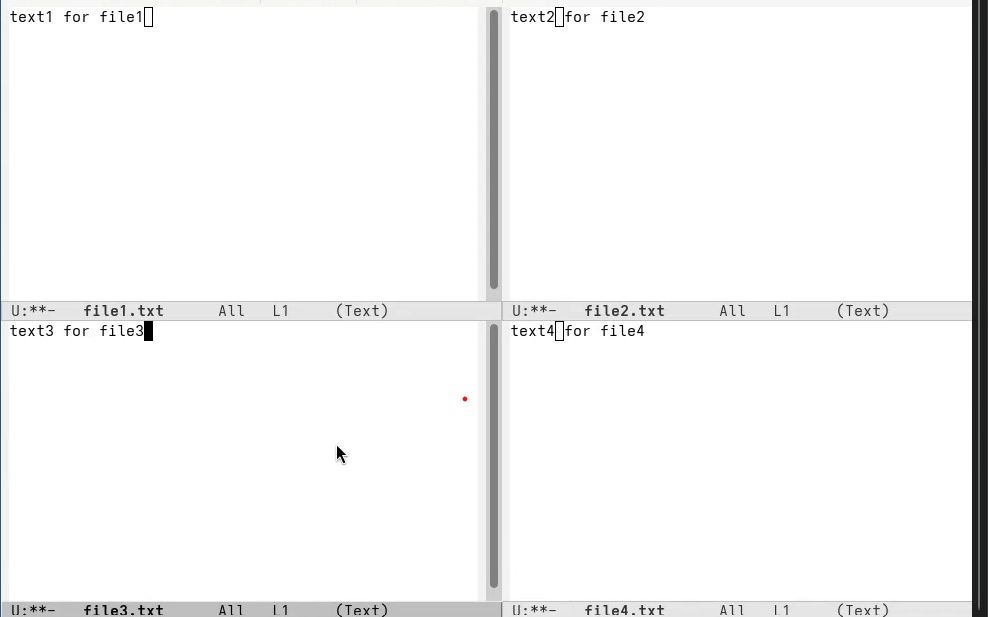 text1 for file1
text2 for file2
U:**-   file1.txt      All   L1     (Text)
U:**-   file2.txt      All   L1     (Text)
text3 for file3
text4 for file4
U:**-   file3.txt      All   L1     (Text)
U:**-   file4.txt      All   L1     (Text)